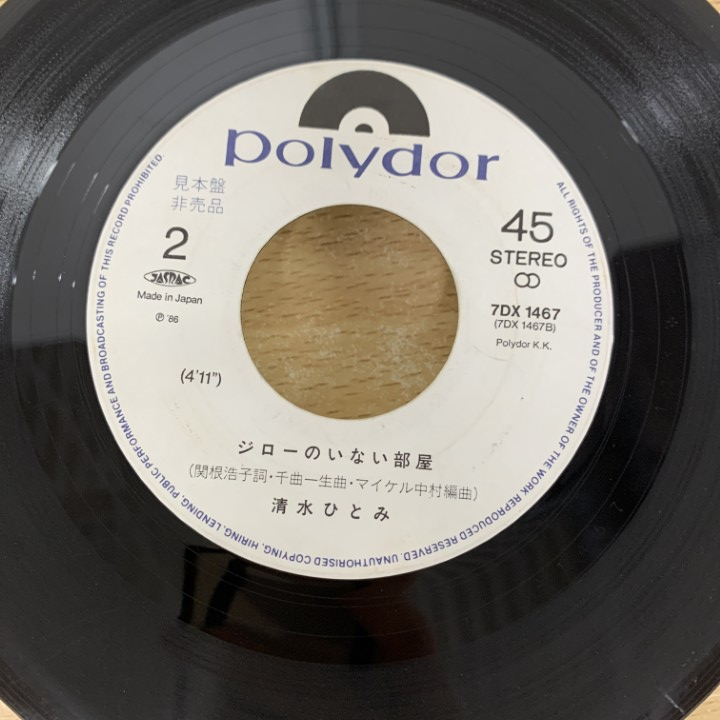 polydor
見本盤
非売品
2
JASRAC
Made in Japan
℗ '86
(4'11")
45
STEREO
7DX 1467
(7DX 1467B)
Polydor K.K.
ジローのいない部屋
(関根浩子詞・千曲一生曲・マイケル中村編曲)
清水ひとみ
ALL RIGHTS OF THE PRODUCER AND OF THE OWNER OF THE WORK REPRODUCED RESERVED. UNAUTHORISED COPYING, HIRING, LENDING, PUBLIC PERFORMANCE AND BROADCASTING OF THIS RECORD PROHIBITED.